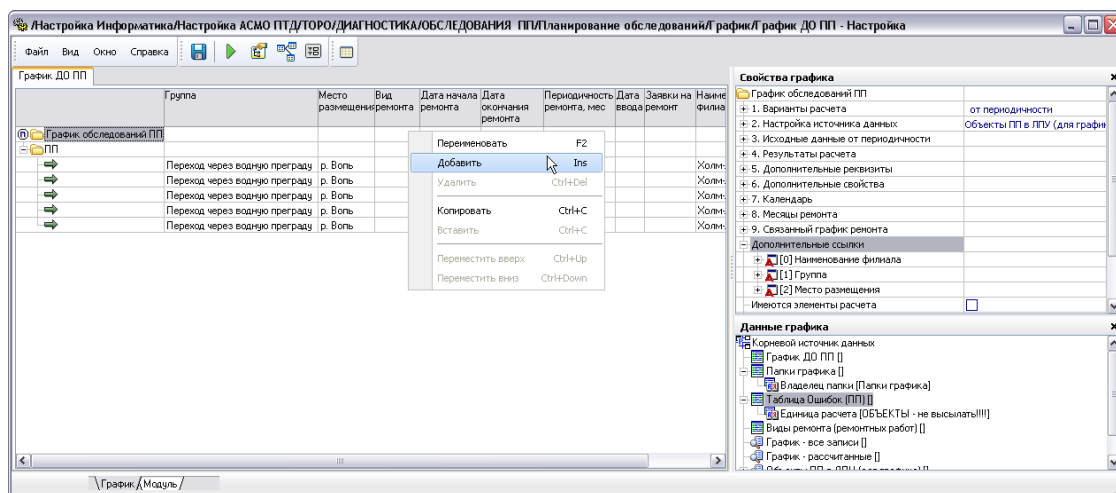 /Настройка Информатика/Настройка АСМО ПТД/ТОРО/ДИАГНОСТИКА/ОБСЛЕДОВАНИЯ ПП/Планирование обследований/График/График ДО ПП - Настройка
Файл Вид Окно Справка
График ДО ПП
Группа Место размещения Вид ремонта Дата начала ремонта Дата окончания ремонта Периодичность ремонта, мес Дата ввода Заявки на ремонт Наиме филиа
График обследований ПП
ПП
Переход через водную преграду р. Вопь Холм-
Переход через водную преграду р. Вопь Холм-
Переход через водную преграду р. Вопь Холм-
Переход через водную преграду р. Вопь Холм-
Переход через водную преграду р. Вопь Холм-
Переименовать F2
Добавить Ins
Удалить Ctrl+Del
Копировать Ctrl+C
Вставить Ctrl+C
Переместить вверх Ctrl+Up
Переместить вниз Ctrl+Down
Свойства графика
График обследований ПП
1. Варианты расчета от периодичности
2. Настройка источника данных Объекты ПП в ЛПУ (для график
3. Исходные данные от периодичности
4. Результаты расчета
5. Дополнительные реквизиты
6. Дополнительные свойства
7. Календарь
8. Месяцы ремонта
9. Связанный график ремонта
Дополнительные ссылки
[0] Наименование филиала
[1] Группа
[2] Место размещения
Имеются элементы расчета
Данные графика
Корневой источник данных
График ДО ПП []
Папки графика []
Владелец папки [Папки графика]
Таблица Ошибок (ПП) []
Единица расчета [ОБЪЕКТЫ - не высылать!!!!]
Виды ремонта (ремонтных работ) []
График - все записи []
График - рассчитанные []
Объекты ПП в ЛПУ (для графика) []
График Модуль